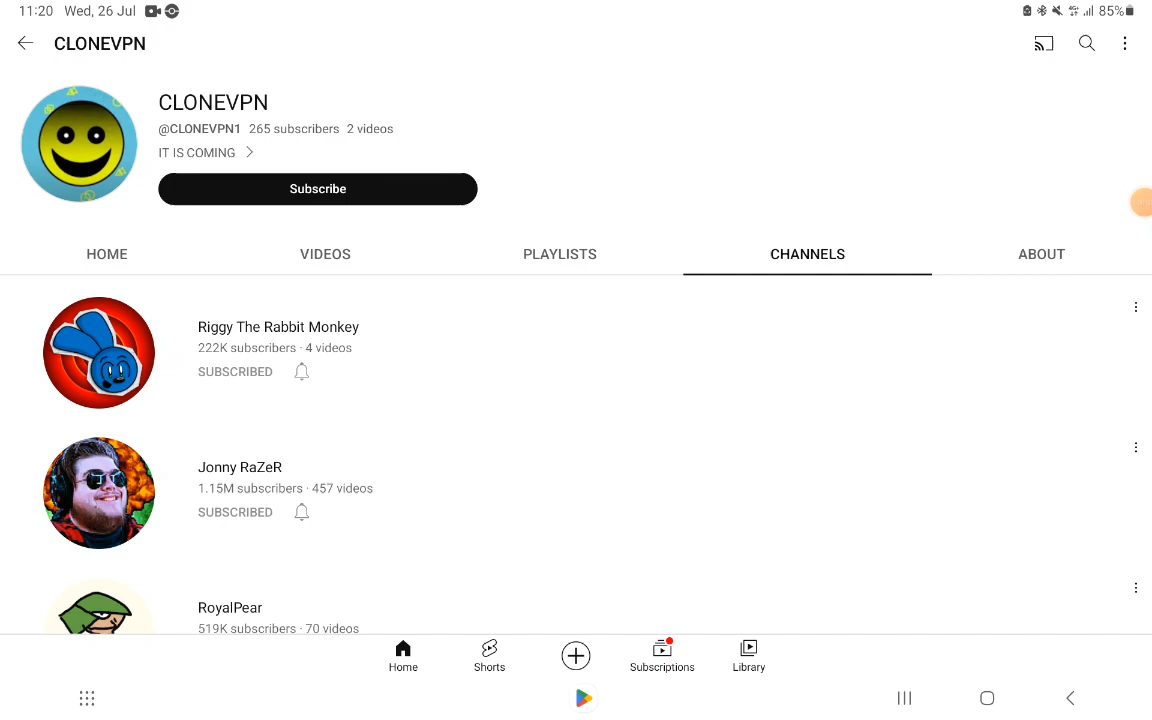 11:20 Wed, 26 Jul 85%
CLONEVPN
CLONEVPN
@CLONEVPN1 265 subscribers 2 videos
IT IS COMING
Subscribe
HOME VIDEOS PLAYLISTS CHANNELS ABOUT
Riggy The Rabbit Monkey
222K subscribers · 4 videos
SUBSCRIBED
Jonny RaZeR
1.15M subscribers · 457 videos
SUBSCRIBED
RoyalPear
519K subscribers · 70 videos
Home Shorts Subscriptions Library